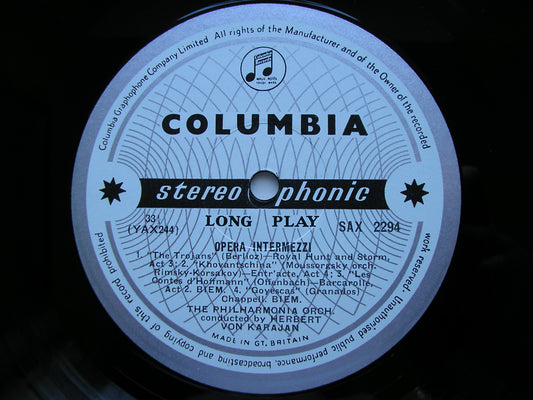 Columbia Graphophone Company Limited All rights of the Manufacturer and of the Owner of the recorded
work reserved. Unauthorised public performance, broadcasting and copying of this record prohibited
COLUMBIA
stereophonic
33⅓ LONG PLAY SAX 2294
(YAX244)
OPERA INTERMEZZI
1. "The Trojans" (Berlioz)—Royal Hunt and Storm,
Act 3; 2. "Khovantschina" (Moussorgsky orch.
Rimsky-Korsakov)—Entr'acte, Act 4; 3. "Les
Contes d'Hoffmann" (Offenbach)—Barcarolle,
Act 2. BIEM. 4. "Goyescas" (Granados)
Chappell. BIEM.
THE PHILHARMONIA ORCH.
conducted by HERBERT
VON KARAJAN
MADE IN GT. BRITAIN